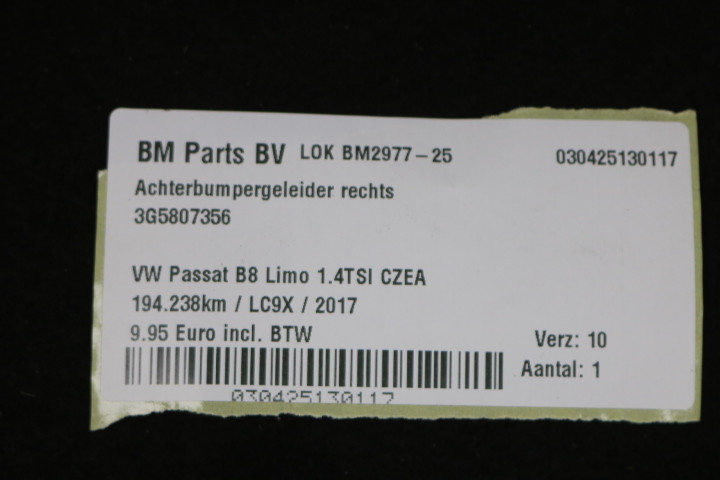 BM Parts BV LOK BM2977-25 030425130117
Achterbumpergeleider rechts
3G5807356
VW Passat B8 Limo 1.4TSI CZEA
194.238km / LC9X / 2017
9.95 Euro incl. BTW Verz: 10
Aantal: 1
030425130117